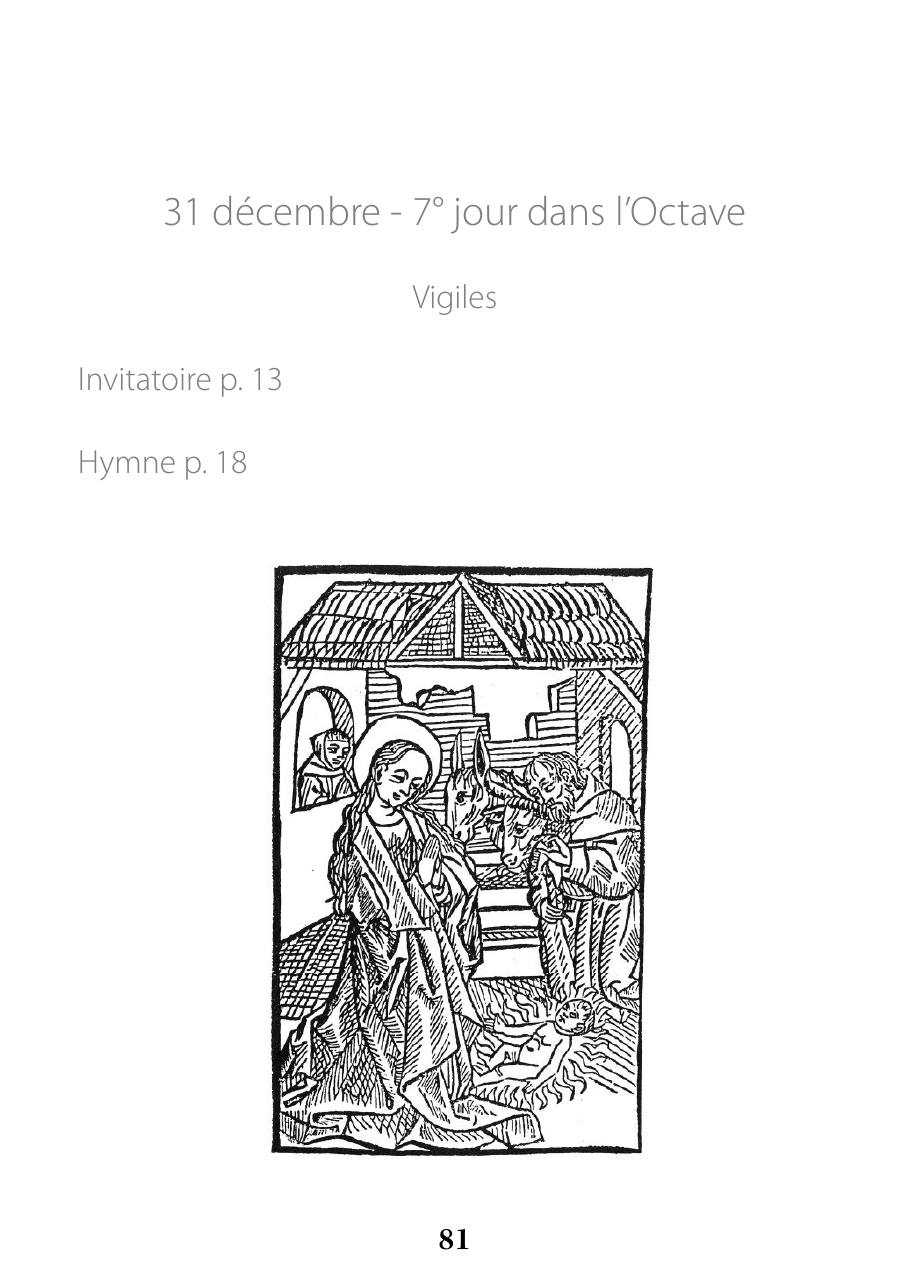 31 décembre - 7° jour dans l’Octave
Vigiles
Invitatoire p. 13
Hymne p. 18
81